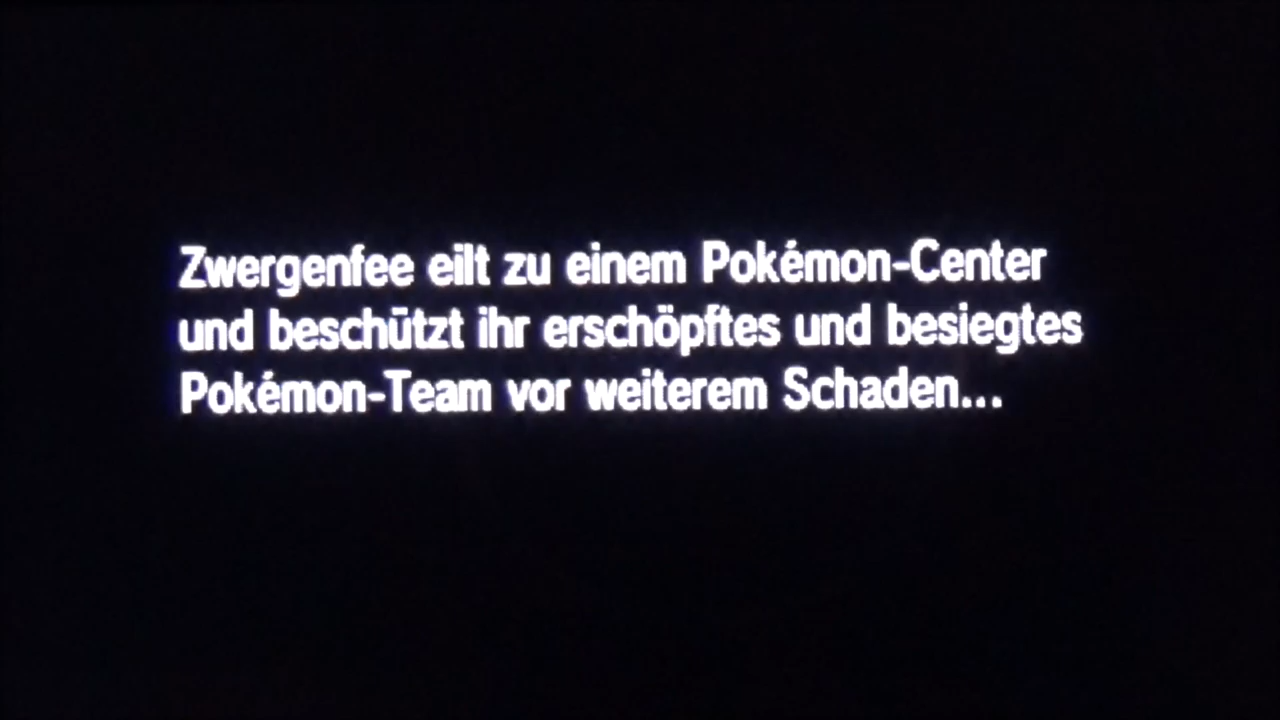 Zwergenfee eilt zu einem Pokémon-Center
und beschützt ihr erschöpftes und besiegtes
Pokémon-Team vor weiterem Schaden...